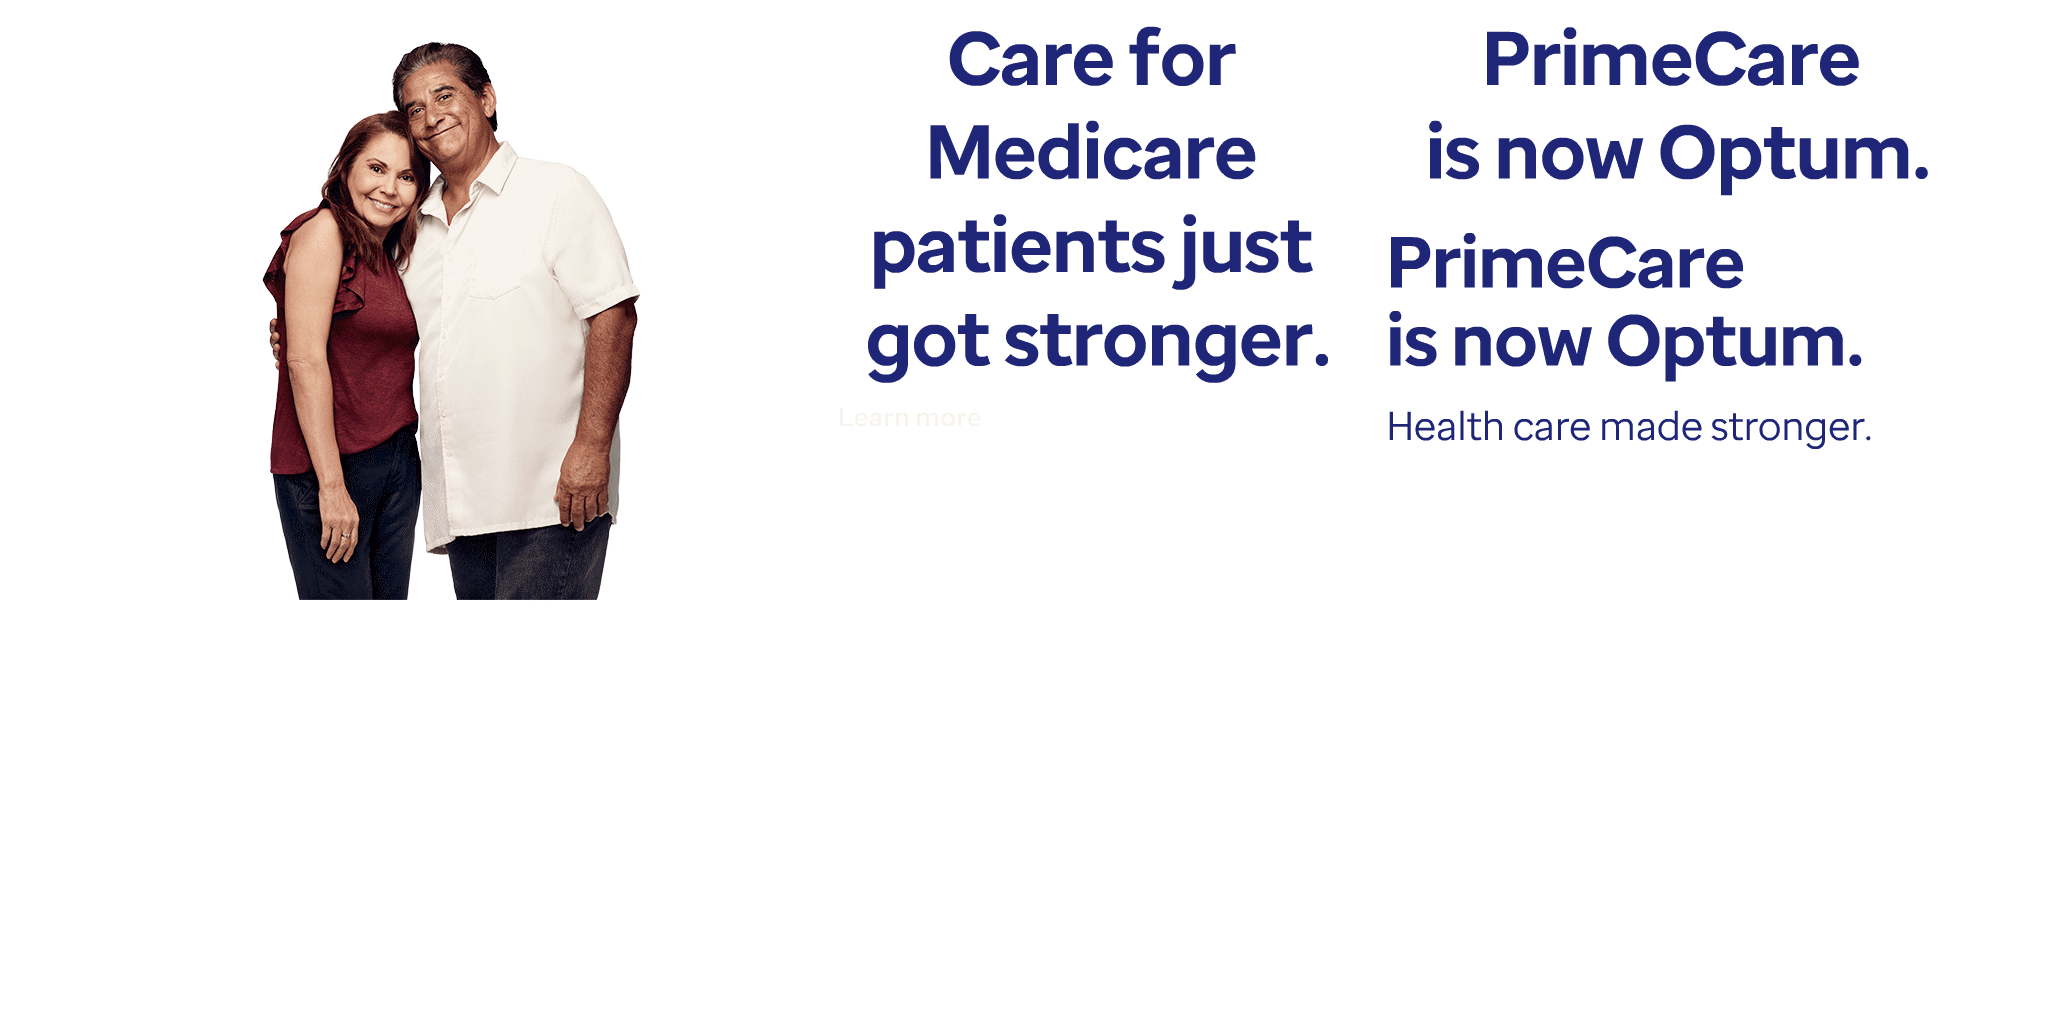 Care for
Medicare
patients just
got stronger.
Learn more
PrimeCare
is now Optum.
PrimeCare
is now Optum.
Health care made stronger.